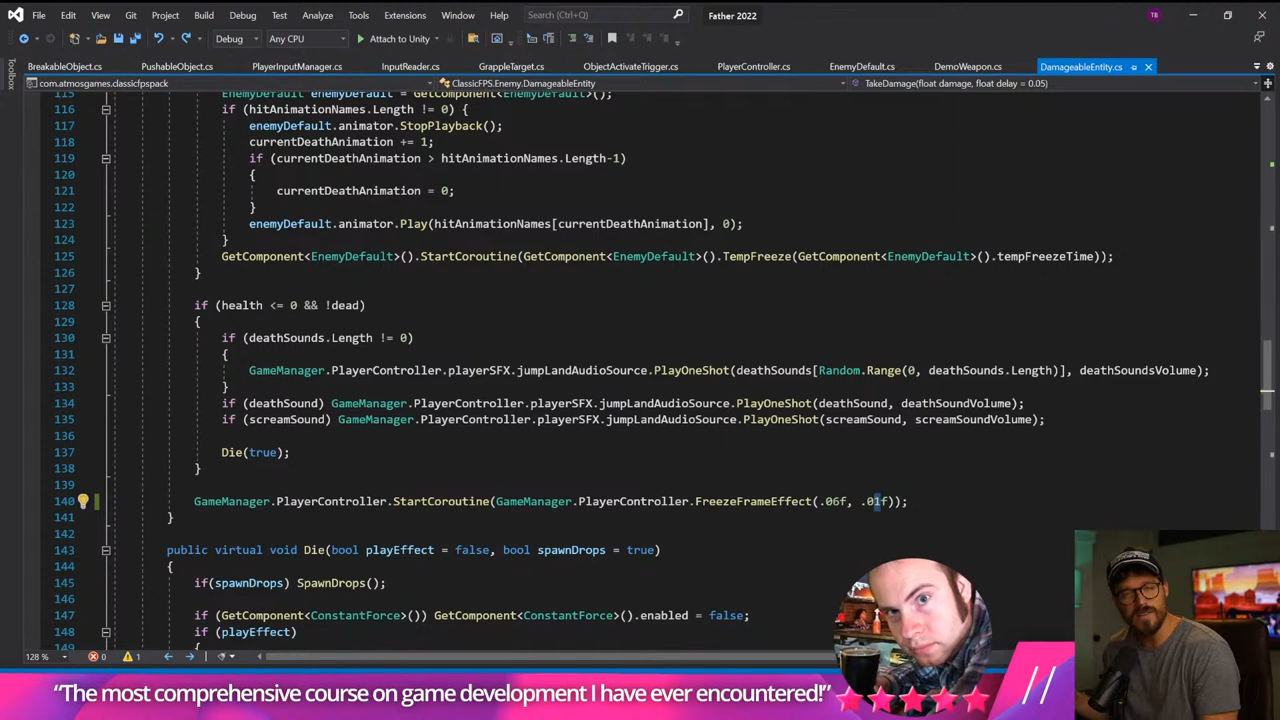 File Edit View Git Project Build Debug Test Analyze Tools Extensions Window Help Search (Ctrl+Q) Father 2022 TB
Debug Any CPU Attach to Unity
Toolbox
BreakableObject.cs PushableObject.cs PlayerInputManager.cs InputReader.cs GrappleTarget.cs ObjectActivateTrigger.cs PlayerController.cs EnemyDefault.cs DemoWeapon.cs DamageableEntity.cs
com.atmosgames.classicfpspack ClassicFPS.Enemy.DamageableEntity TakeDamage(float damage, float delay = 0.05)
115 EnemyDefault enemyDefault = GetComponent<EnemyDefault>();
116 if (hitAnimationNames.Length != 0) {
117 enemyDefault.animator.StopPlayback();
118 currentDeathAnimation += 1;
119 if (currentDeathAnimation > hitAnimationNames.Length-1)
120 {
121 currentDeathAnimation = 0;
122 }
123 enemyDefault.animator.Play(hitAnimationNames[currentDeathAnimation], 0);
124 }
125 GetComponent<EnemyDefault>().StartCoroutine(GetComponent<EnemyDefault>().TempFreeze(GetComponent<EnemyDefault>().tempFreezeTime));
126 }
127
128 if (health <= 0 && !dead)
129 {
130 if (deathSounds.Length != 0)
131 {
132 GameManager.PlayerController.playerSFX.jumpLandAudioSource.PlayOneShot(deathSounds[Random.Range(0, deathSounds.Length)], deathSoundsVolume);
133 }
134 if (deathSound) GameManager.PlayerController.playerSFX.jumpLandAudioSource.PlayOneShot(deathSound, deathSoundVolume);
135 if (screamSound) GameManager.PlayerController.playerSFX.jumpLandAudioSource.PlayOneShot(screamSound, screamSoundVolume);
136
137 Die(true);
138 }
139
140 GameManager.PlayerController.StartCoroutine(GameManager.PlayerController.FreezeFrameEffect(.06f, .01f));
141 }
142
143 public virtual void Die(bool playEffect = false, bool spawnDrops = true)
144 {
145 if(spawnDrops) SpawnDrops();
146
147 if (GetComponent<ConstantForce>()) GetComponent<ConstantForce>().enabled = false;
148 if (playEffect)
149 {
128 % 0 1
“The most comprehensive course on game development I have ever encountered!” //